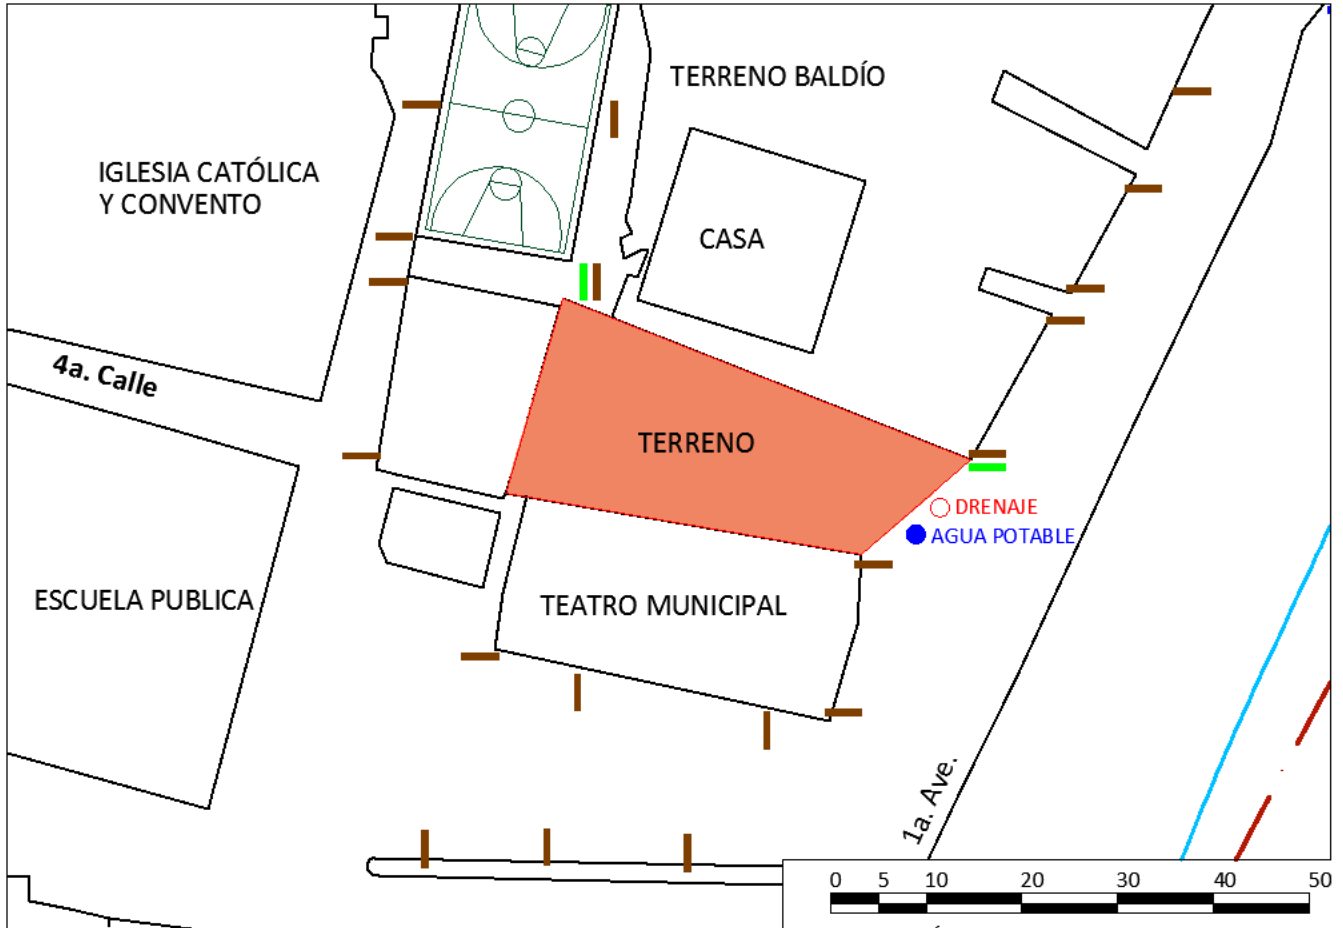 TERRENO BALDÍO
IGLESIA CATÓLICA
Y CONVENTO
CASA
4a. Calle
TERRENO
DRENAJE
AGUA POTABLE
ESCUELA PUBLICA
TEATRO MUNICIPAL
1a. Ave.
0 5 10 20 30 40 50